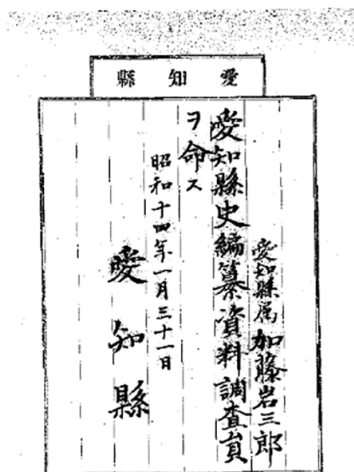 愛知縣
愛知縣属 加藤岩三郎
愛知縣史編纂資料調査員
ヲ命ス
昭和十四年一月三十一日
愛知縣